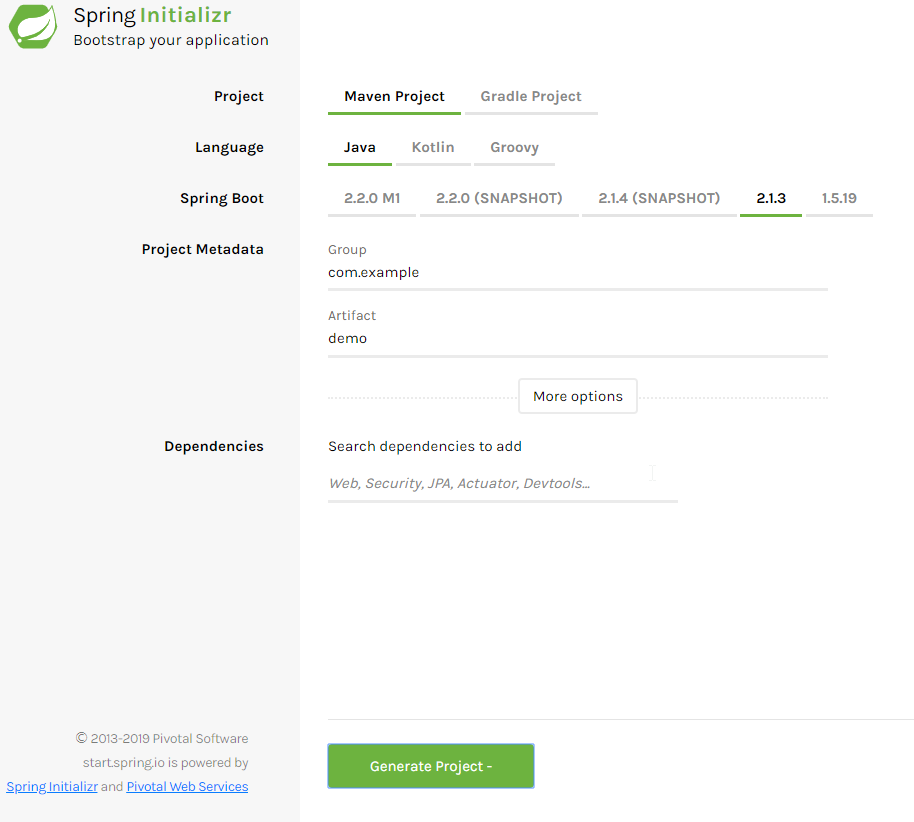 Spring Initializr
Bootstrap your application
Project
Maven Project Gradle Project
Language
Java Kotlin Groovy
Spring Boot
2.2.0 M1 2.2.0 (SNAPSHOT) 2.1.4 (SNAPSHOT) 2.1.3 1.5.19
Project Metadata
Group
com.example
Artifact
demo
More options
Dependencies
Search dependencies to add
Web, Security, JPA, Actuator, Devtools...
© 2013-2019 Pivotal Software
start.spring.io is powered by
Spring Initializr and Pivotal Web Services
Generate Project -